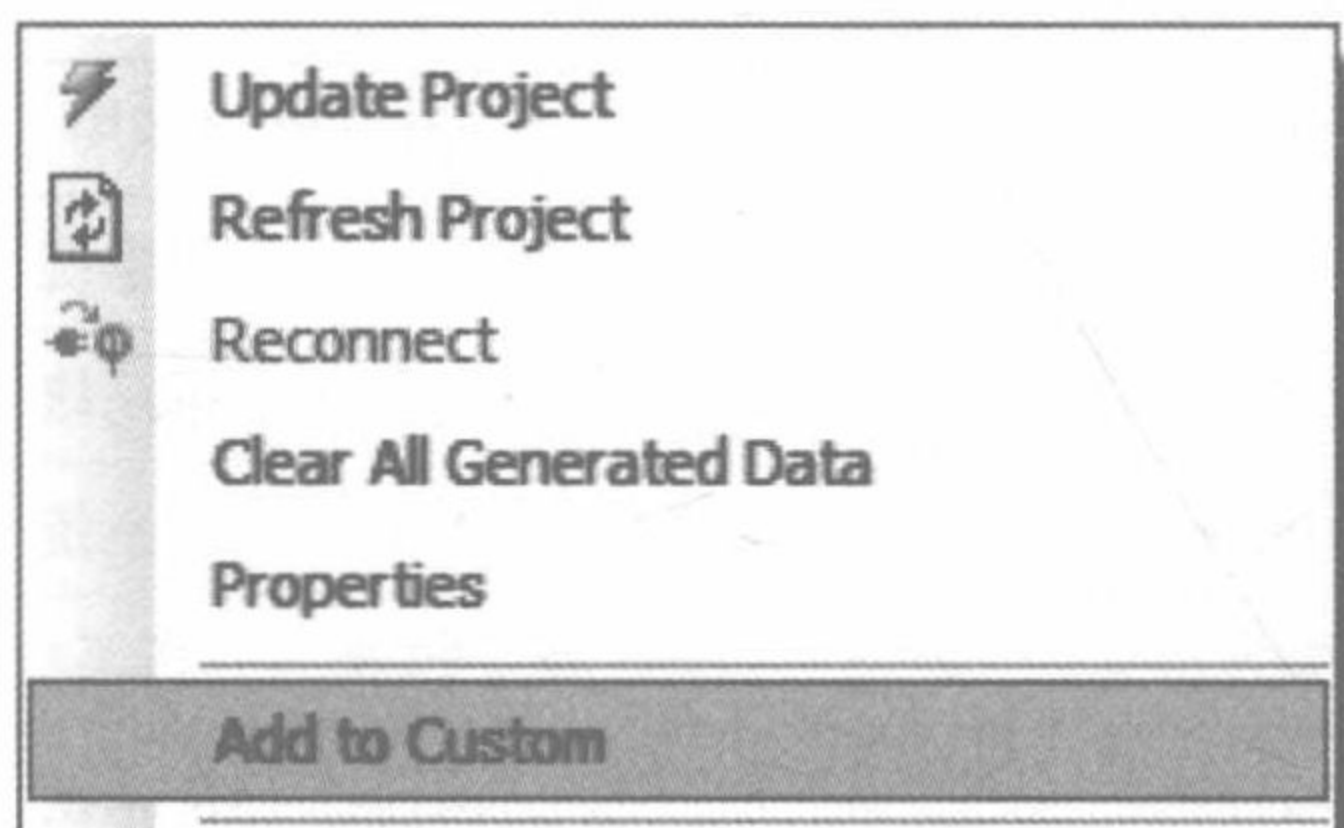 Update Project
Refresh Project
Reconnect
Clear All Generated Data
Properties
Add to Custom